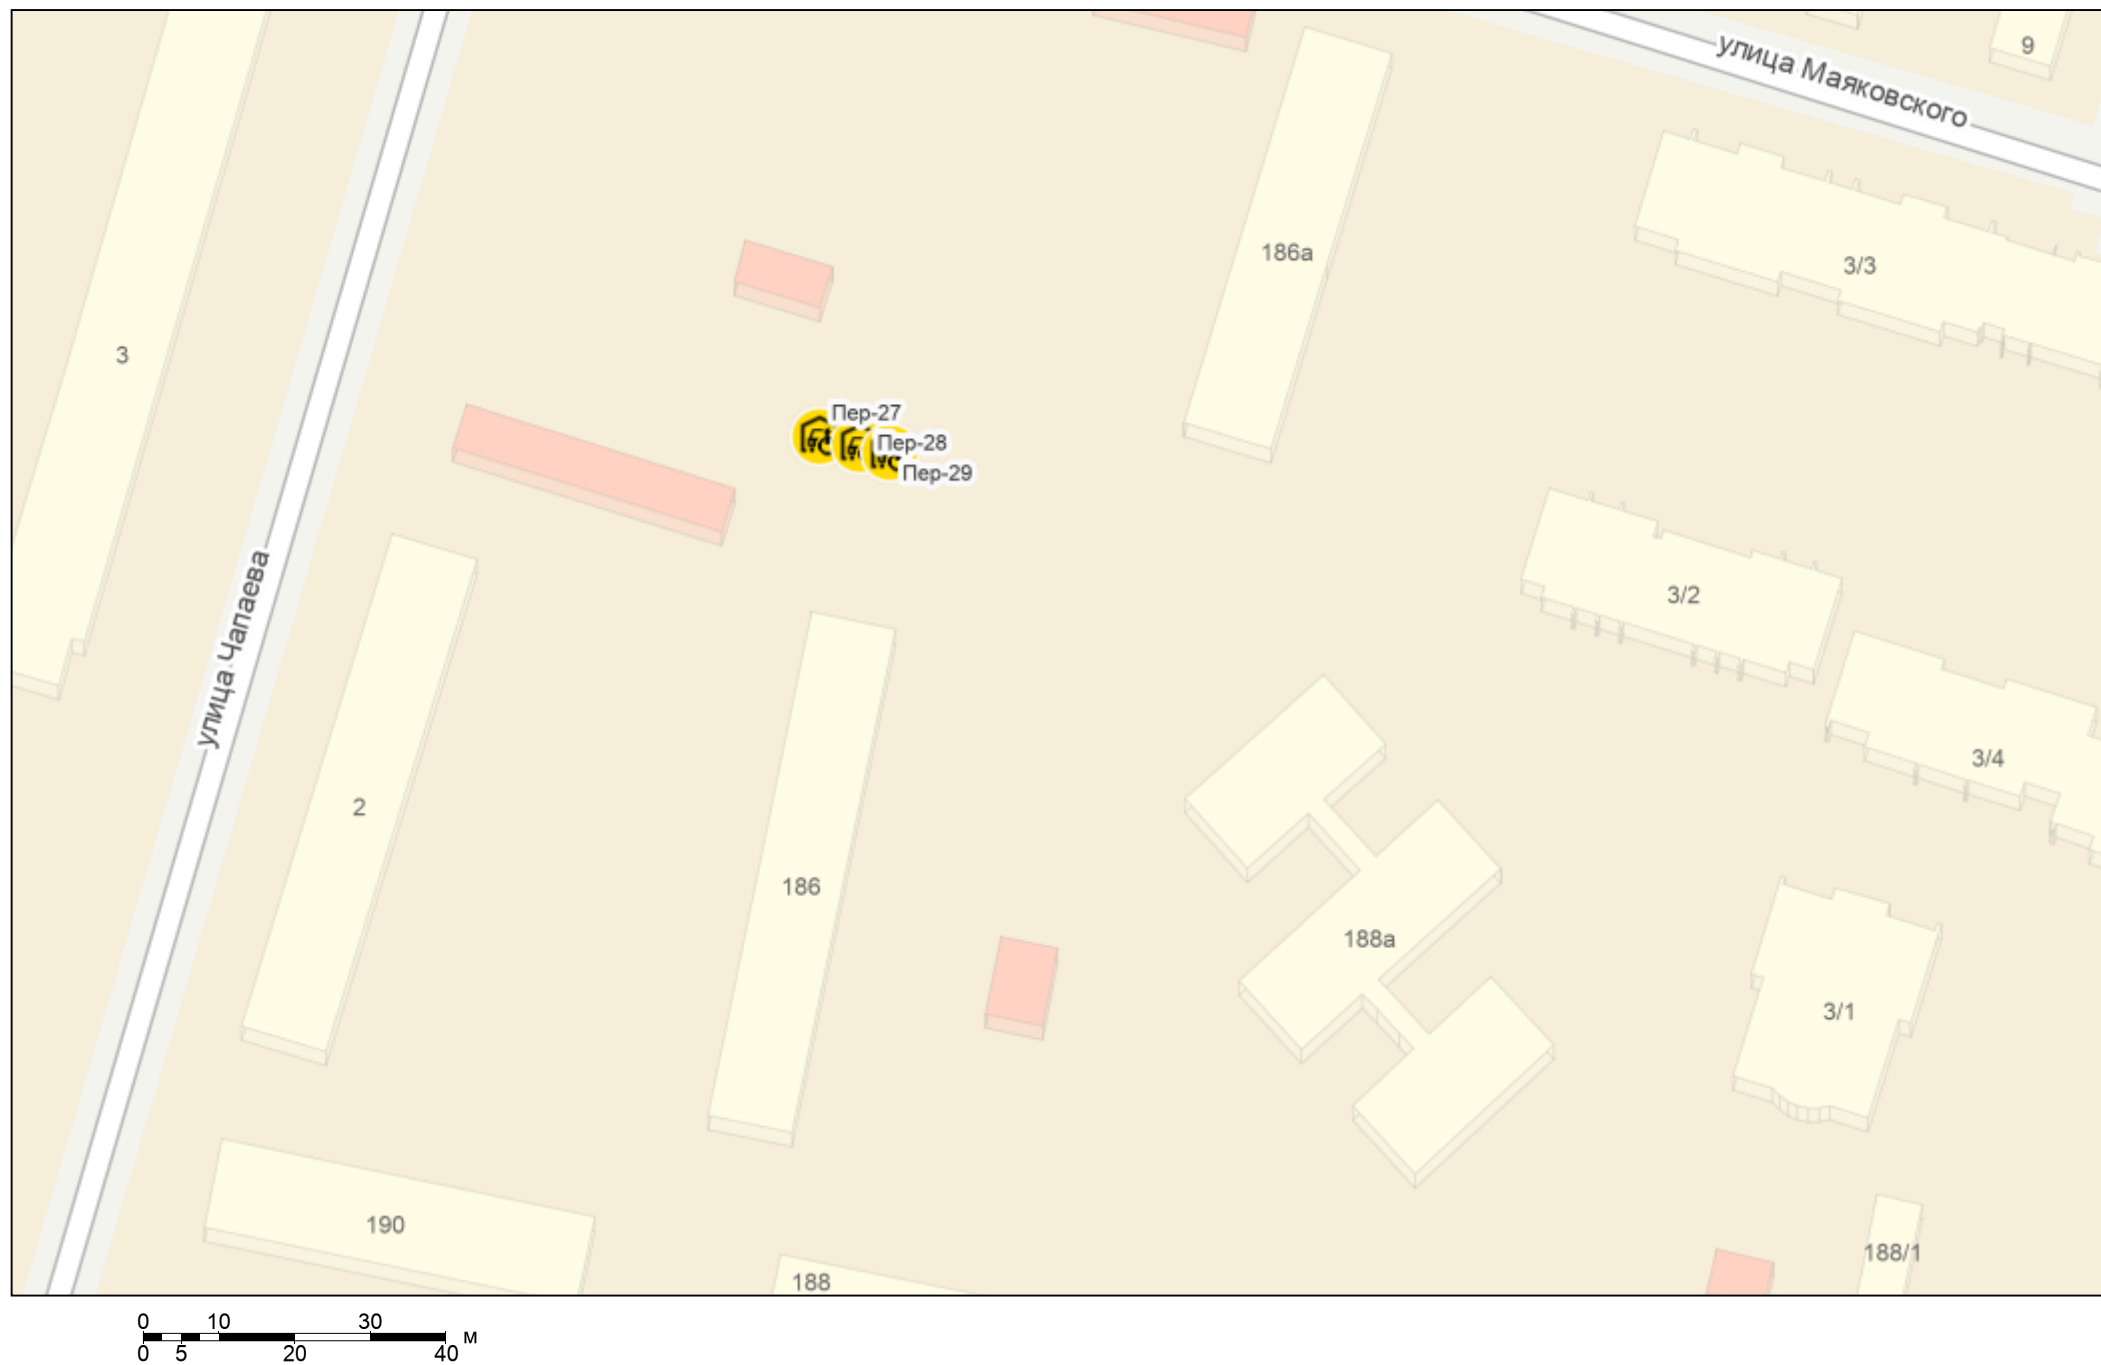 9
улица Маяковского
186а
3/3
3
Пер-27
Пер-28
Пер-29
3/2
улица Чапаева
3/4
2
186
188а
3/1
190
188/1
188
0 10 30
м
0 5 20 40